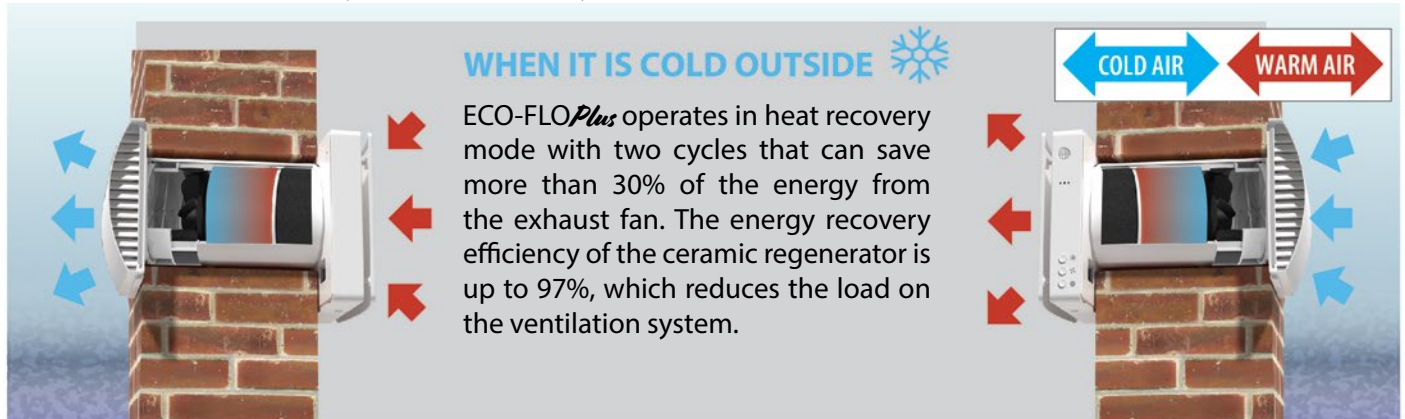 WHEN IT IS COLD OUTSIDE
COLD AIR
WARM AIR
ECO-FLOPlus operates in heat recovery
mode with two cycles that can save
more than 30% of the energy from
the exhaust fan. The energy recovery
efficiency of the ceramic regenerator is
up to 97%, which reduces the load on
the ventilation system.